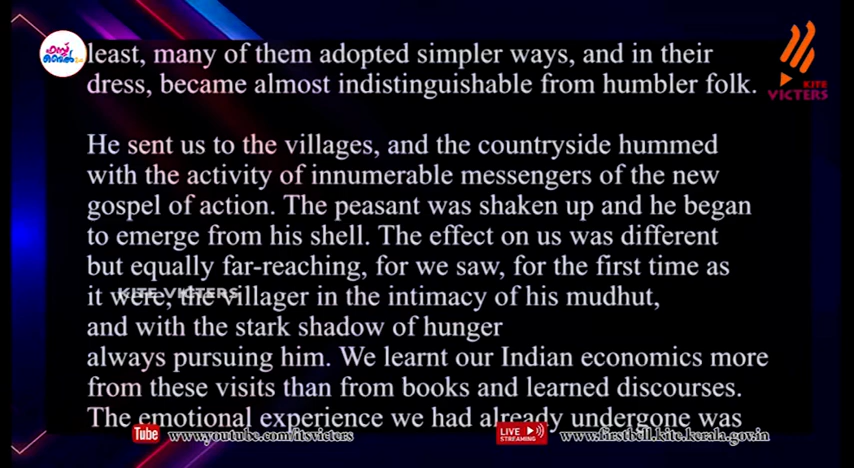 ഫസ്റ്റ്
ബെൽ
least, many of them adopted simpler ways, and in their
dress, became almost indistinguishable from humbler folk.
KITE
VICTERS
He sent us to the villages, and the countryside hummed
with the activity of innumerable messengers of the new
gospel of action. The peasant was shaken up and he began
to emerge from his shell. The effect on us was different
but equally far-reaching, for we saw, for the first time as
it were, the villager in the intimacy of his mudhut,
KITE VICTERS
and with the stark shadow of hunger
always pursuing him. We learnt our Indian economics more
from these visits than from books and learned discourses.
The emotional experience we had already undergone was
You Tube www.youtube.com/itsvicters
LIVE STREAMING www.firstbell.kite.kerala.gov.in